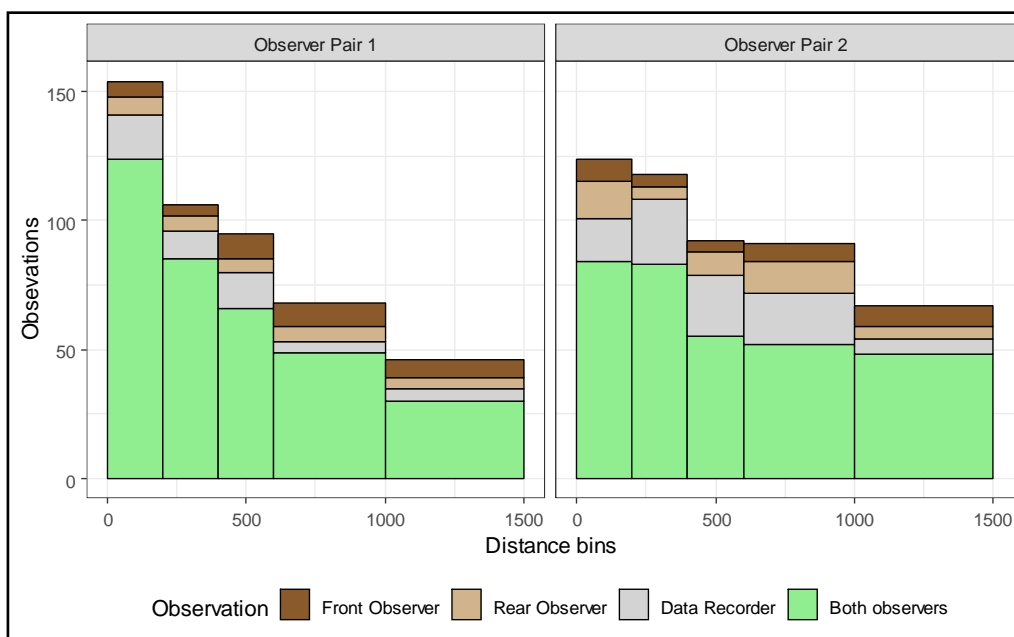 Observer Pair 1
Observer Pair 2
150
100
50
0
Obsevations
0 500 1000 1500
0 500 1000 1500
Distance bins
Observation Front Observer Rear Observer Data Recorder Both observers